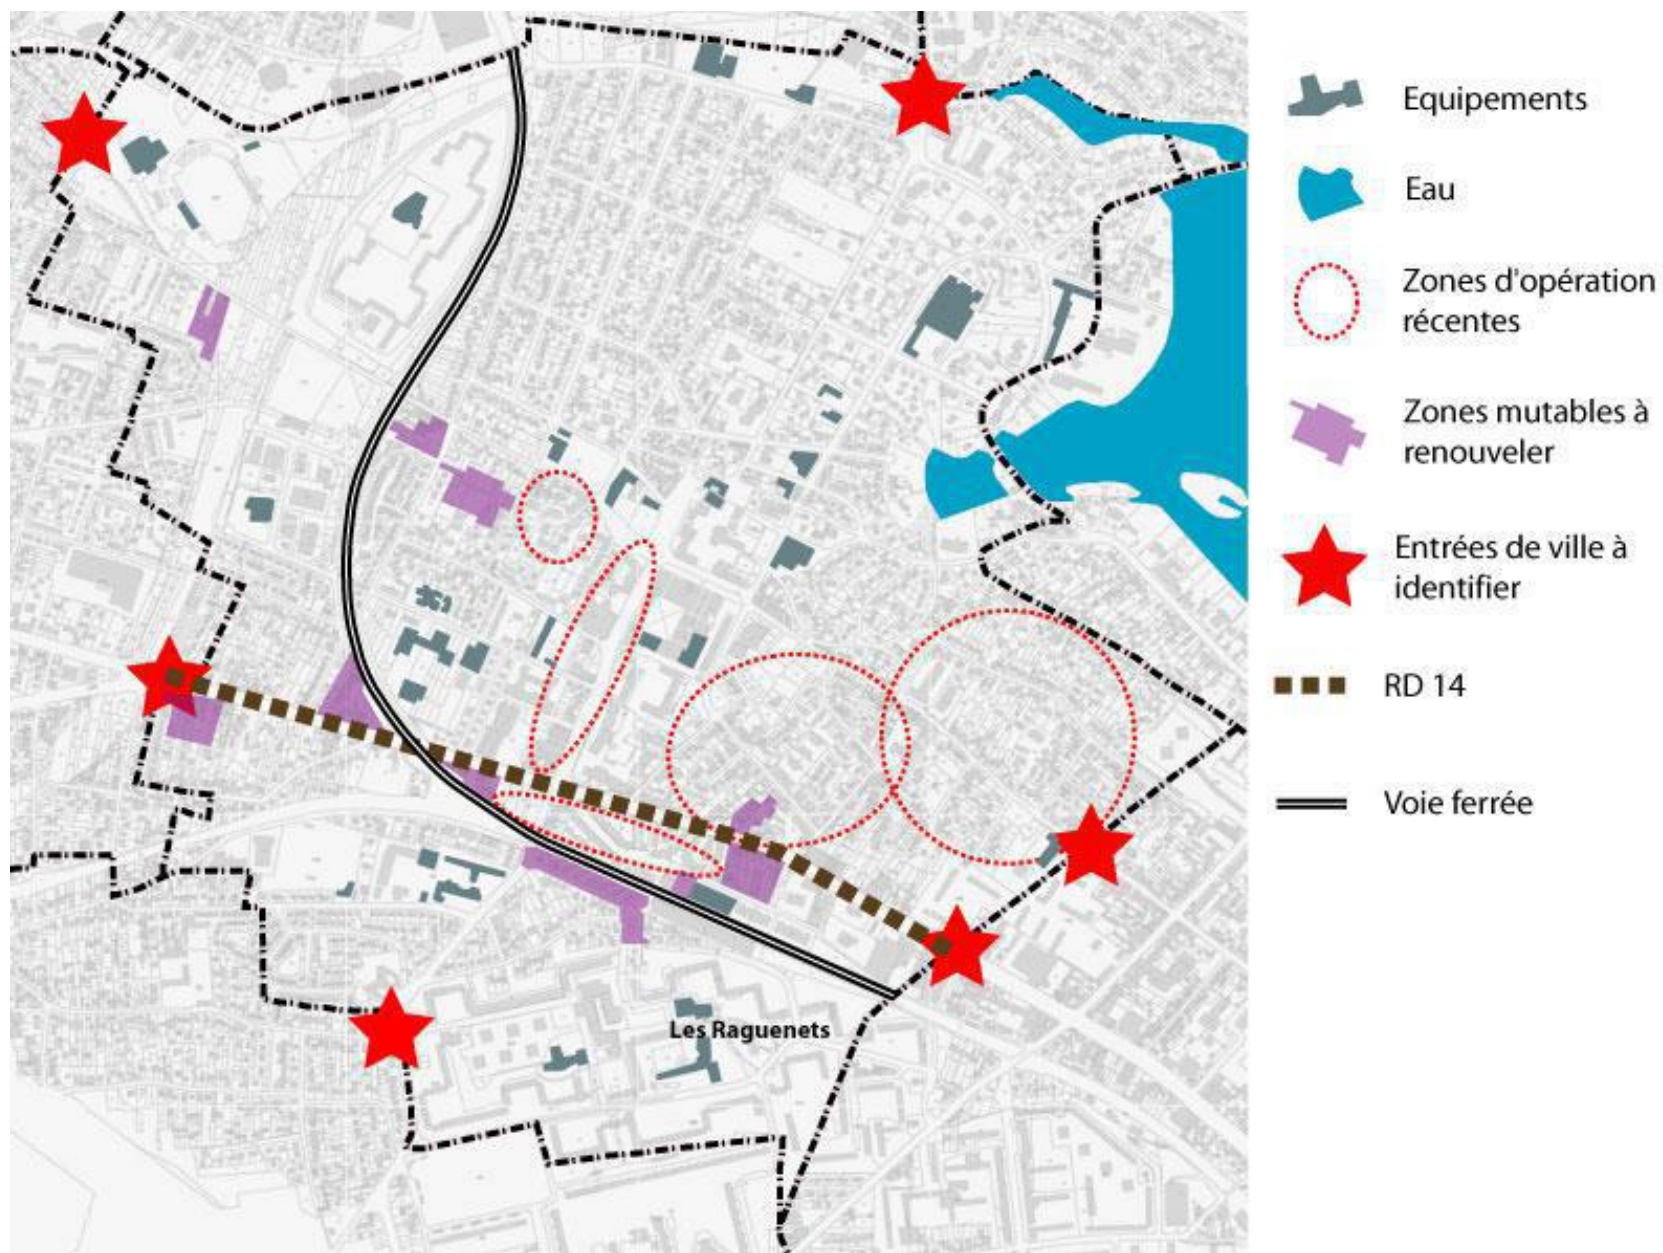 Equipements
Eau
Zones d'opération
récentes
Zones mutables à
renouveler
Entrées de ville à
identifier
RD 14
Voie ferrée
Les Raguenets